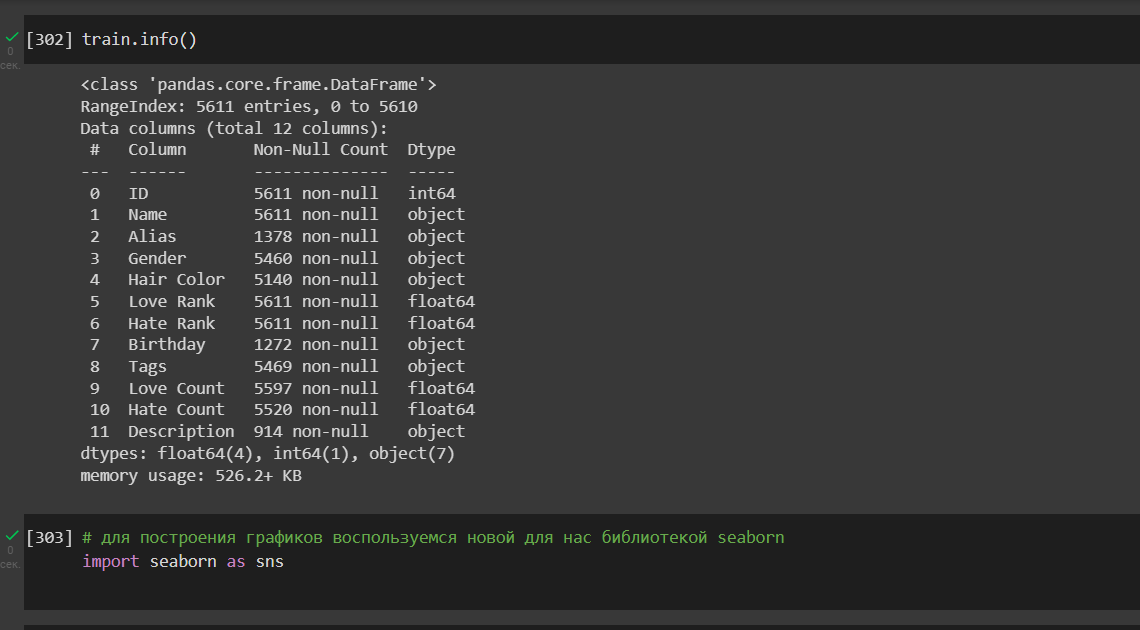 [302] train.info()
0
сек.
<class 'pandas.core.frame.DataFrame'>
RangeIndex: 5611 entries, 0 to 5610
Data columns (total 12 columns):
 #   Column       Non-Null Count  Dtype
---  ------       --------------  -----
 0   ID           5611 non-null   int64
 1   Name         5611 non-null   object
 2   Alias        1378 non-null   object
 3   Gender       5460 non-null   object
 4   Hair Color   5140 non-null   object
 5   Love Rank    5611 non-null   float64
 6   Hate Rank    5611 non-null   float64
 7   Birthday     1272 non-null   object
 8   Tags         5469 non-null   object
 9   Love Count   5597 non-null   float64
 10  Hate Count   5520 non-null   float64
 11  Description  914 non-null    object
dtypes: float64(4), int64(1), object(7)
memory usage: 526.2+ KB
[303] # для построения графиков воспользуемся новой для нас библиотекой seaborn
0
сек.
import seaborn as sns